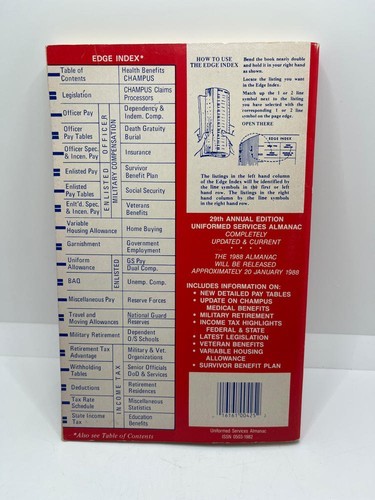 EDGE INDEX*
Table of Contents
Health Benefits CHAMPUS
Legislation
CHAMPUS Claims Processors
Officer Pay
Dependency & Indem. Comp.
Officer Pay Tables
Death Gratuity Burial
Officer Spec. & Incen. Pay
Insurance
Enlisted Pay
Survivor Benefit Plan
Enlisted Pay Tables
Social Security
Enlt'd. Spec. & Incen. Pay
Veterans Benefits
Variable Housing Allowance
Home Buying
Garnishment
Government Employment
Uniform Allowance
GS Pay Dual Comp.
BAQ
Unemp. Comp.
Miscellaneous Pay
Reserve Forces
Travel and Moving Allowances
National Guard Reserves
Military Retirement
Dependent O/S Schools
Retirement Tax Advantage
Military & Vet. Organizations
Withholding Tables
Senior Officials DoD & Services
Deductions
Retirement Residences
Tax Rate Schedule
Miscellaneous Statistics
State Income Tax
Education Benefits
OFFICER
ENLISTED
MILITARY COMPENSATION
ENLISTED
INCOME TAX
*Also see Table of Contents
HOW TO USE
THE EDGE INDEX
Bend the book nearly double
and hold it in your right hand
as shown.
Locate the listing you want
in the Edge Index.
Match up the 1 or 2 line
symbol next to the listing
you have selected with the
corresponding 1 or 2 line
symbol on the page edge.
OPEN THERE
EDGE INDEX
The listings in the left hand column
of the Edge Index will be identified by
the line symbols in the first or left
hand row. The listings in the right
hand column by the line symbols
in the right hand row.
29th ANNUAL EDITION
UNIFORMED SERVICES ALMANAC
COMPLETELY
UPDATED & CURRENT
* * * *
THE 1988 ALMANAC
WILL BE RELEASED
APPROXIMATELY 20 JANUARY 1988
INCLUDES INFORMATION ON:
• NEW DETAILED PAY TABLES
• UPDATE ON CHAMPUS
MEDICAL BENEFITS
• MILITARY RETIREMENT
• INCOME TAX HIGHLIGHTS
FEDERAL & STATE
• LATEST LEGISLATION
• VETERAN BENEFITS
• VARIABLE HOUSING
ALLOWANCE
• SURVIVOR BENEFIT PLAN
Uniformed Services Almanac